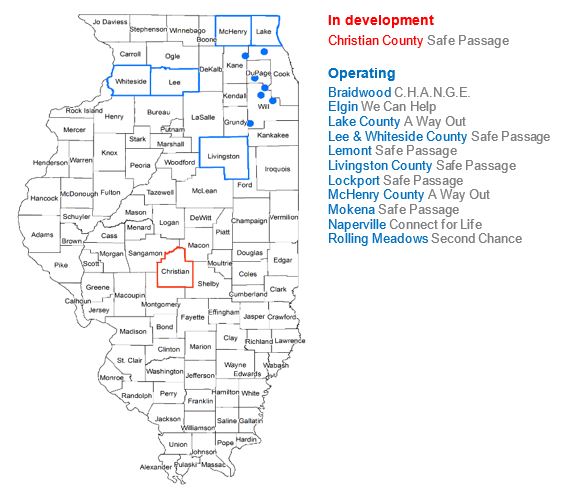 In development
Christian County Safe Passage
Operating
Braidwood C.H.A.N.G.E.
Elgin We Can Help
Lake County A Way Out
Lee & Whiteside County Safe Passage
Lemont Safe Passage
Livingston County Safe Passage
Lockport Safe Passage
McHenry County A Way Out
Mokena Safe Passage
Naperville Connect for Life
Rolling Meadows Second Chance
Jo Daviess
Stephenson
Winnebago
Boone
McHenry
Lake
Carroll
Ogle
DeKalb
Kane
DuPage
Cook
Whiteside
Lee
Kendall
Will
Rock Island
Henry
Bureau
LaSalle
Grundy
Mercer
Putnam
Kankakee
Stark
Marshall
Knox
Henderson
Warren
Peoria
Woodford
Livingston
Iroquois
Ford
Hancock
McDonough
Fulton
Tazewell
McLean
Schuyler
Mason
Logan
DeWitt
Champaign
Vermilion
Adams
Brown
Cass
Menard
Piatt
Macon
Pike
Scott
Morgan
Sangamon
Christian
Moultrie
Douglas
Edgar
Coles
Shelby
Greene
Macoupin
Cumberland
Clark
Calhoun
Jersey
Montgomery
Fayette
Effingham
Jasper
Crawford
Madison
Bond
Clay
Richland
Lawrence
Clinton
Marion
St. Clair
Wayne
Edwards
Wabash
Monroe
Washington
Jefferson
Randolph
Perry
Franklin
Hamilton
White
Jackson
Williamson
Saline
Gallatin
Union
Johnson
Pope
Hardin
Alexander
Pulaski
Massac